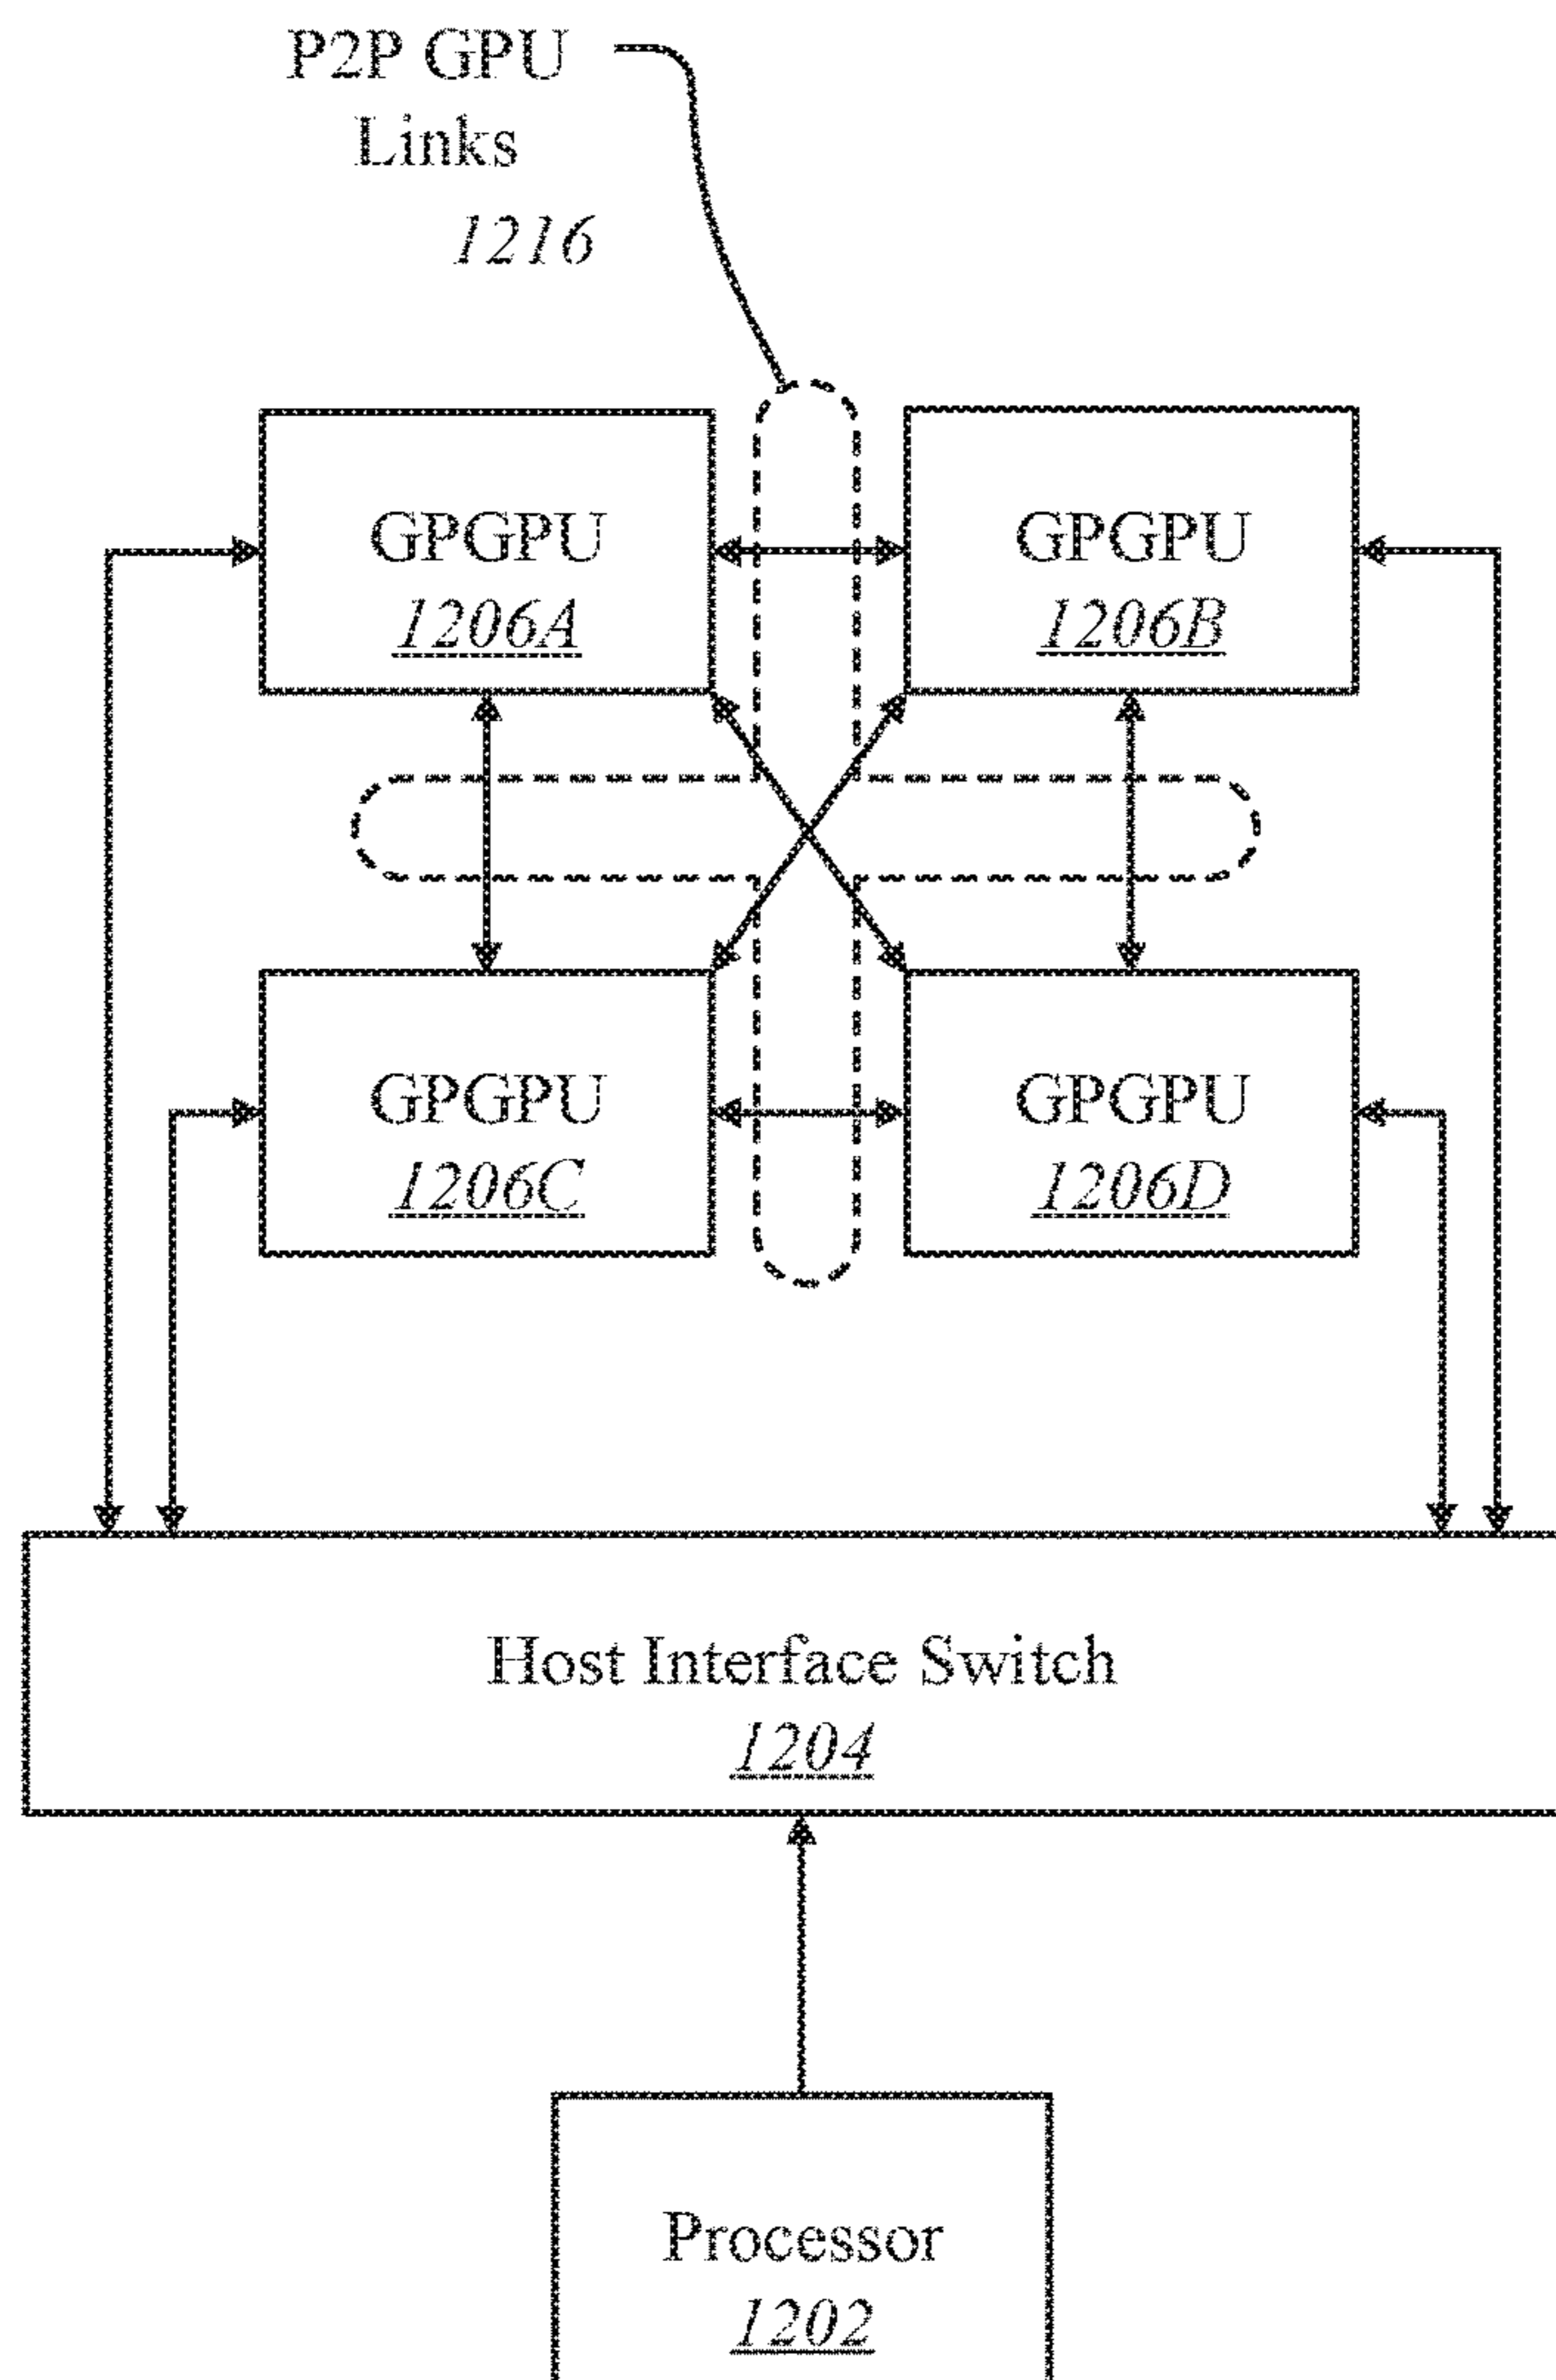 P2P GPU
Links
1216
GPGPU
1206A
GPGPU
1206B
GPGPU
1206C
GPGPU
1206D
Host Interface Switch
1204
Processor
1202